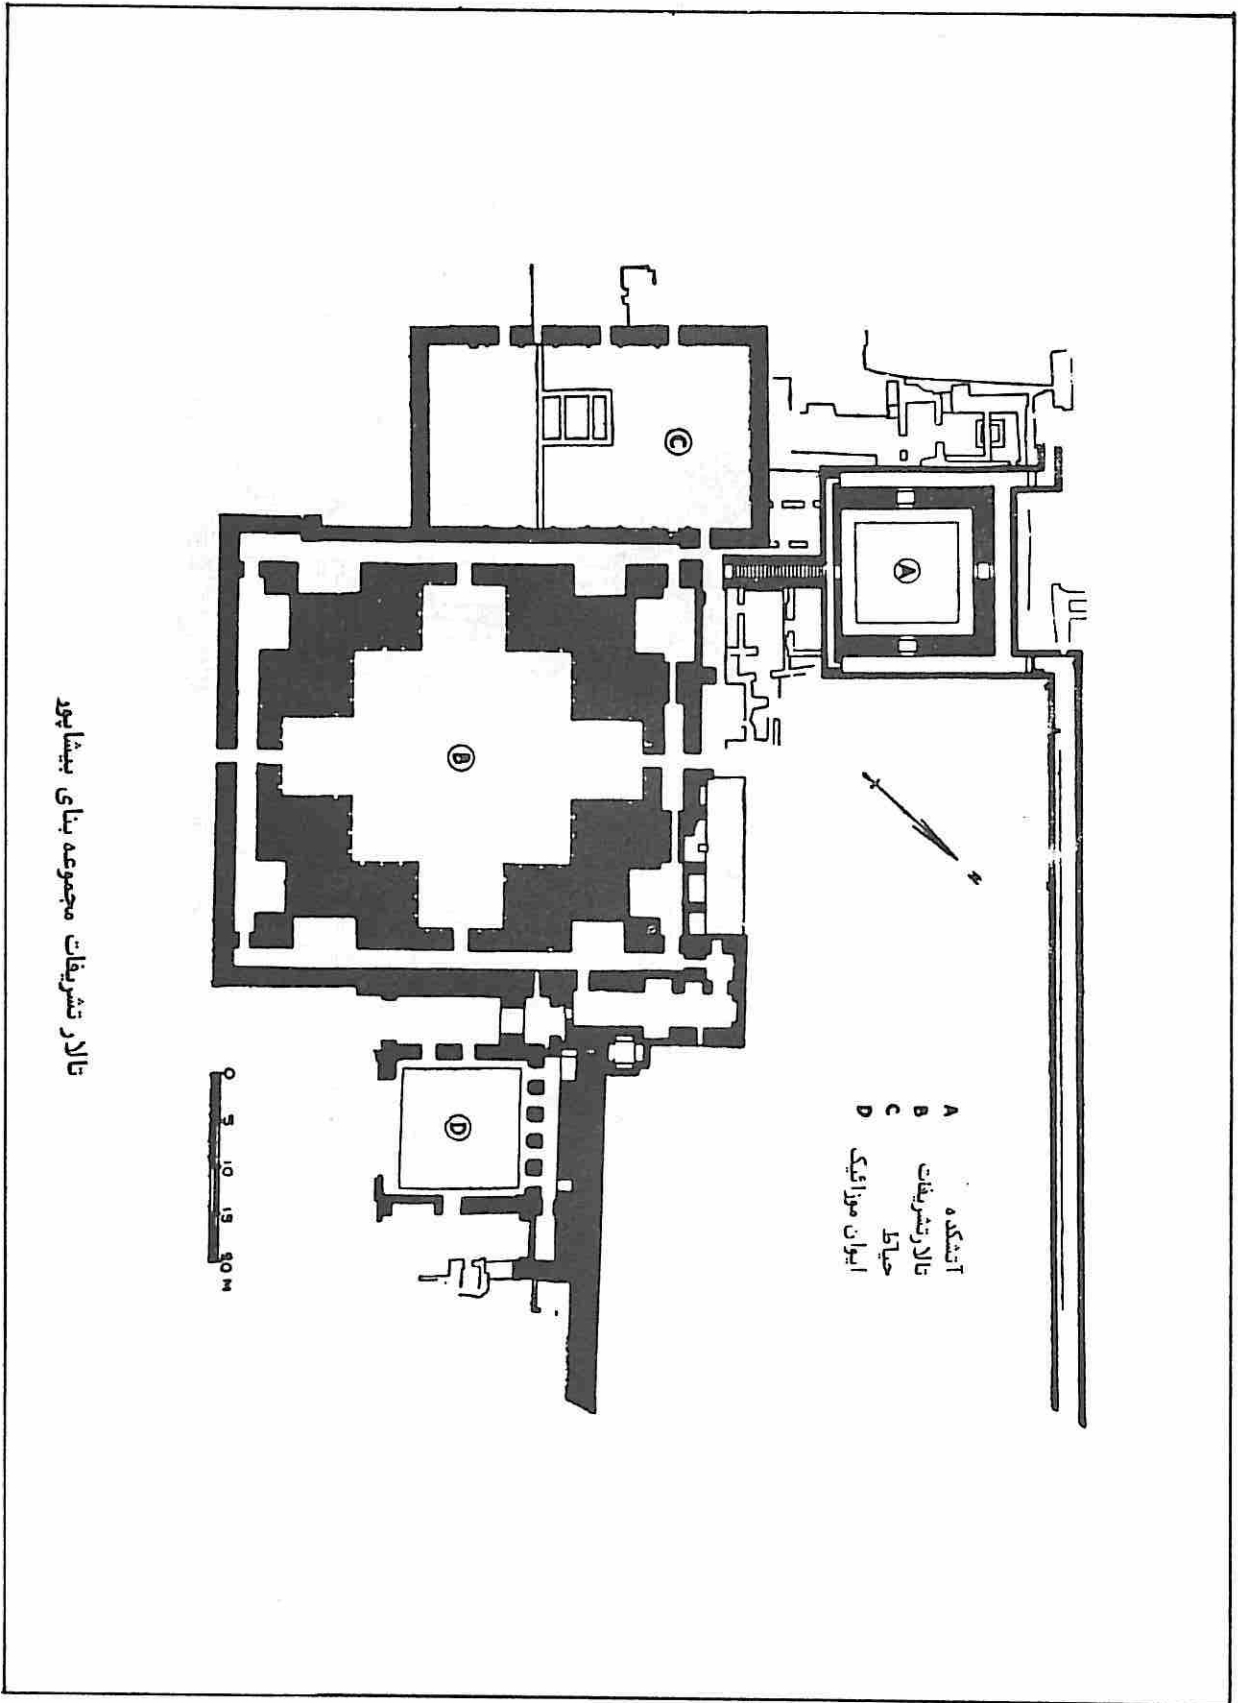 A
B
C
D
N
A آتشکده
B تالار تشریفات
C حیاط
D ایوان موزائیک
0 5 10 15 20 M
تالار تشریفات مجموعه بنای بیشاپور